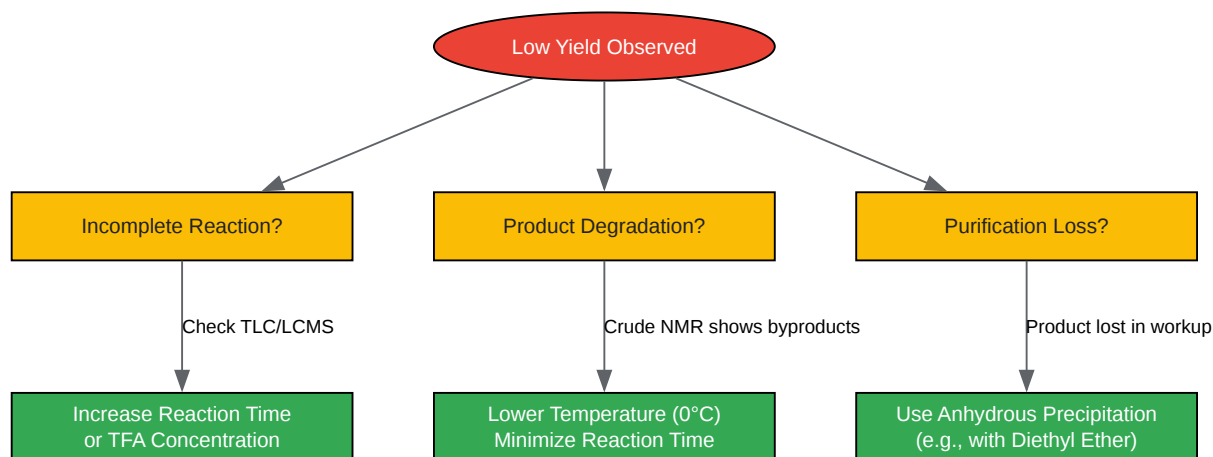 Low Yield Observed
Incomplete Reaction?
Product Degradation?
Purification Loss?
Check TLC/LCMS
Crude NMR shows byproducts
Product lost in workup
Increase Reaction Time
or TFA Concentration
Lower Temperature (0°C)
Minimize Reaction Time
Use Anhydrous Precipitation
(e.g., with Diethyl Ether)